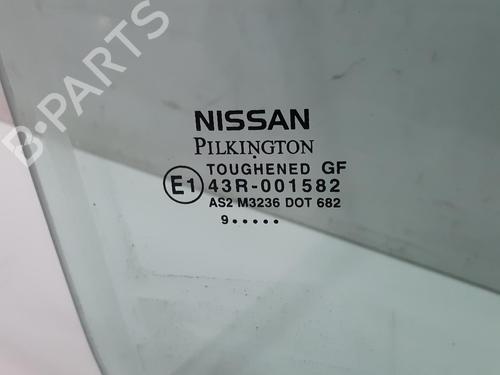 B-PARTS
NISSAN
PILKINGTON
TOUGHENED GF
E1 43R-001582
AS2 M3236 DOT 682
9 • • • • •